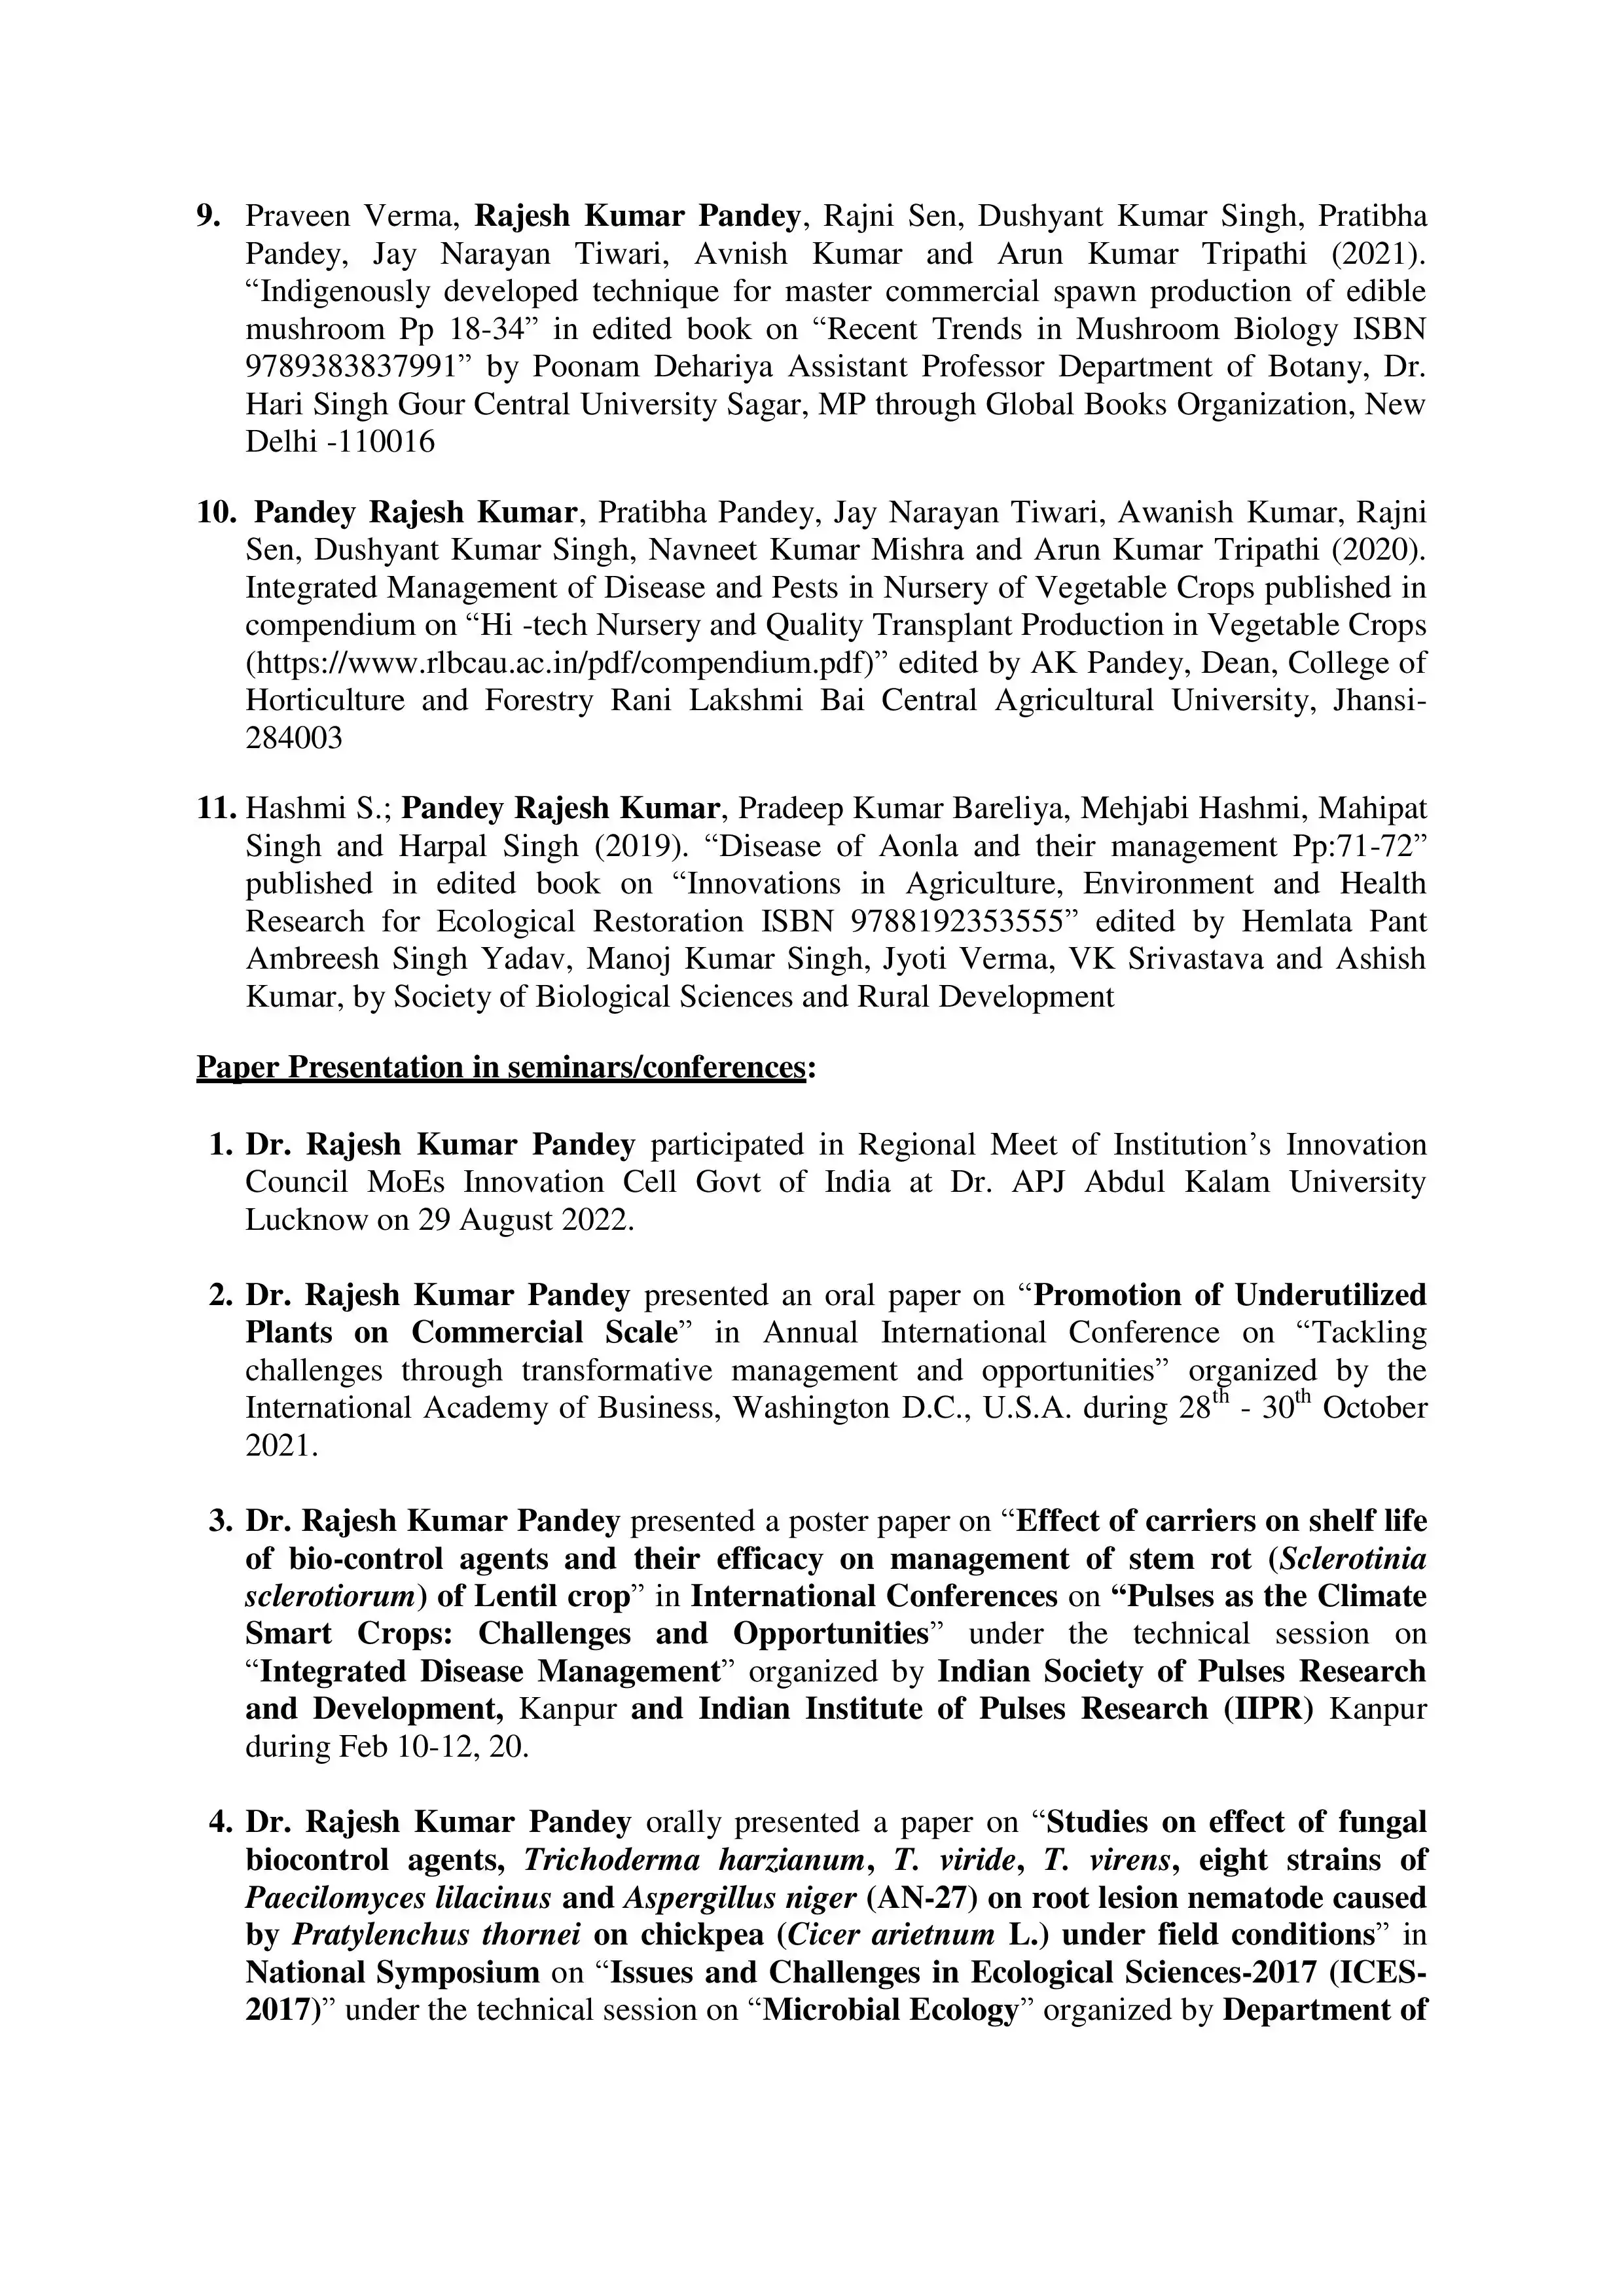 9. Praveen Verma, Rajesh Kumar Pandey, Rajni Sen, Dushyant Kumar Singh, Pratibha
Pandey, Jay Narayan Tiwari, Avnish Kumar and Arun Kumar Tripathi (2021).
“Indigenously developed technique for master commercial spawn production of edible
mushroom Pp 18-34” in edited book on “Recent Trends in Mushroom Biology ISBN
9789383837991” by Poonam Dehariya Assistant Professor Department of Botany, Dr.
Hari Singh Gour Central University Sagar, MP through Global Books Organization, New
Delhi -110016
10. Pandey Rajesh Kumar, Pratibha Pandey, Jay Narayan Tiwari, Awanish Kumar, Rajni
Sen, Dushyant Kumar Singh, Navneet Kumar Mishra and Arun Kumar Tripathi (2020).
Integrated Management of Disease and Pests in Nursery of Vegetable Crops published in
compendium on “Hi -tech Nursery and Quality Transplant Production in Vegetable Crops
(https://www.rlbcau.ac.in/pdf/compendium.pdf)” edited by AK Pandey, Dean, College of
Horticulture and Forestry Rani Lakshmi Bai Central Agricultural University, Jhansi-
284003
11. Hashmi S.; Pandey Rajesh Kumar, Pradeep Kumar Bareliya, Mehjabi Hashmi, Mahipat
Singh and Harpal Singh (2019). “Disease of Aonla and their management Pp:71-72”
published in edited book on “Innovations in Agriculture, Environment and Health
Research for Ecological Restoration ISBN 9788192353555” edited by Hemlata Pant
Ambreesh Singh Yadav, Manoj Kumar Singh, Jyoti Verma, VK Srivastava and Ashish
Kumar, by Society of Biological Sciences and Rural Development
Paper Presentation in seminars/conferences:
1. Dr. Rajesh Kumar Pandey participated in Regional Meet of Institution’s Innovation
Council MoEs Innovation Cell Govt of India at Dr. APJ Abdul Kalam University
Lucknow on 29 August 2022.
2. Dr. Rajesh Kumar Pandey presented an oral paper on “Promotion of Underutilized
Plants on Commercial Scale” in Annual International Conference on “Tackling
challenges through transformative management and opportunities” organized by the
International Academy of Business, Washington D.C., U.S.A. during 28th - 30th October
2021.
3. Dr. Rajesh Kumar Pandey presented a poster paper on “Effect of carriers on shelf life
of bio-control agents and their efficacy on management of stem rot (Sclerotinia
sclerotiorum) of Lentil crop” in International Conferences on “Pulses as the Climate
Smart Crops: Challenges and Opportunities” under the technical session on
“Integrated Disease Management” organized by Indian Society of Pulses Research
and Development, Kanpur and Indian Institute of Pulses Research (IIPR) Kanpur
during Feb 10-12, 20.
4. Dr. Rajesh Kumar Pandey orally presented a paper on “Studies on effect of fungal
biocontrol agents, Trichoderma harzianum, T. viride, T. virens, eight strains of
Paecilomyces lilacinus and Aspergillus niger (AN-27) on root lesion nematode caused
by Pratylenchus thornei on chickpea (Cicer arietnum L.) under field conditions” in
National Symposium on “Issues and Challenges in Ecological Sciences-2017 (ICES-
2017)” under the technical session on “Microbial Ecology” organized by Department of